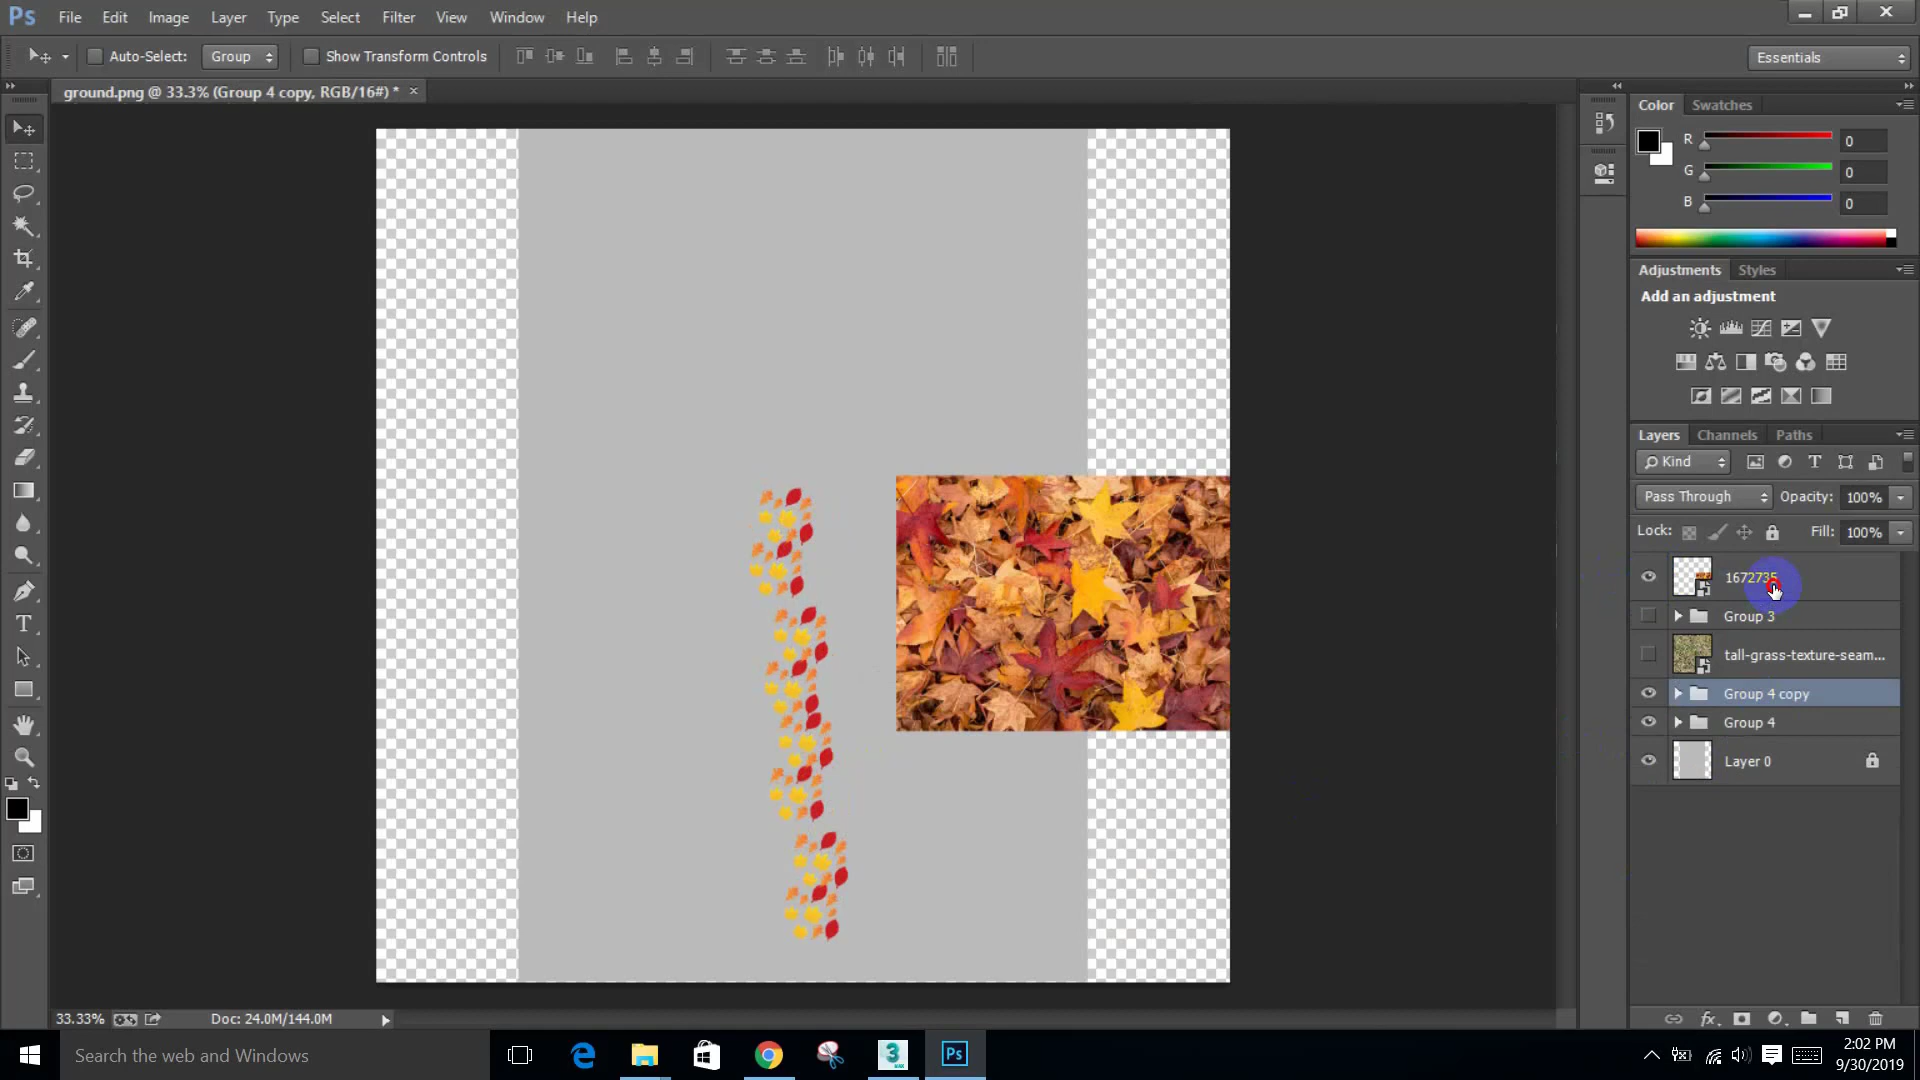 Ps File Edit Image Layer Type Select Filter View Window Help
Auto-Select: Group Show Transform Controls Essentials
ground.png @ 33.3% (Group 4 copy, RGB/16#) *
Color Swatches
R 0
G 0
B 0
Adjustments Styles
Add an adjustment
Layers Channels Paths
Kind
Pass Through Opacity: 100%
Lock: Fill: 100%
1672735
Group 3
tall-grass-texture-seam...
Group 4 copy
Group 4
Layer 0
33.33% Doc: 24.0M/144.0M
Search the web and Windows
3
MAX
Ps
2:02 PM
9/30/2019